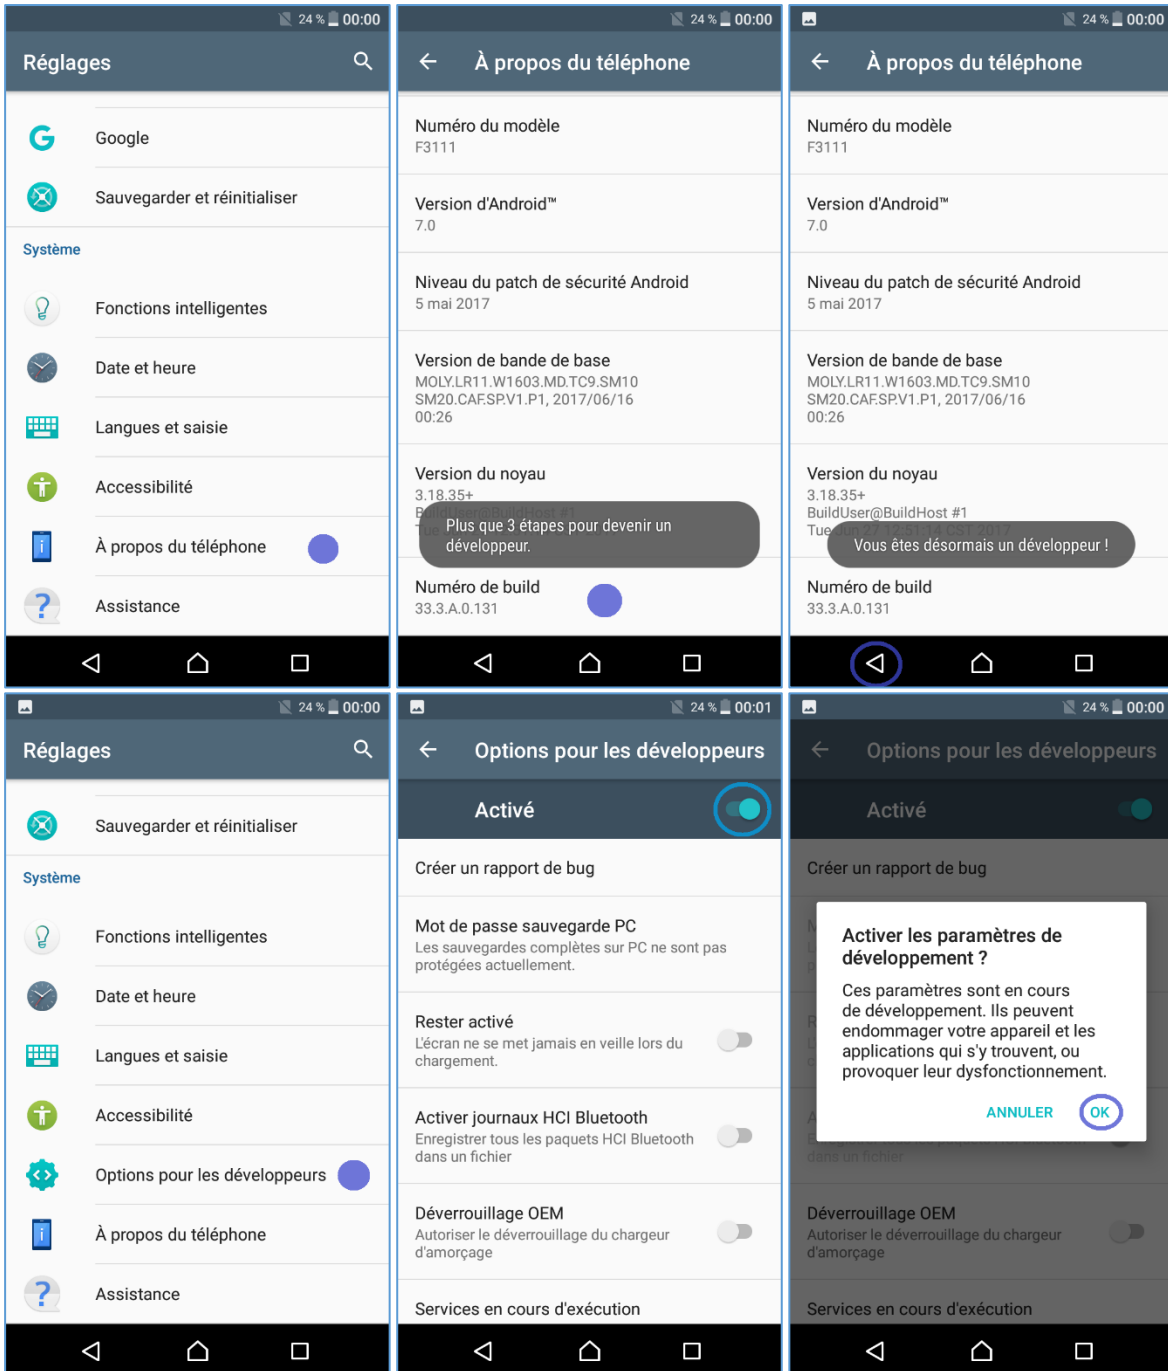 24 % 00:00
Réglages
Google
Sauvegarder et réinitialiser
Système
Fonctions intelligentes
Date et heure
Langues et saisie
Accessibilité
À propos du téléphone
Assistance
24 % 00:00
À propos du téléphone
Numéro du modèle
F3111
Version d'Android™
7.0
Niveau du patch de sécurité Android
5 mai 2017
Version de bande de base
MOLY.LR11.W1603.MD.TC9.SM10
SM20.CAF.SP.V1.P1, 2017/06/16
00:26
Version du noyau
3.18.35+
BuildUser@BuildHost #1
Plus que 3 étapes pour devenir un
développeur.
Numéro de build
33.3.A.0.131
24 % 00:00
À propos du téléphone
Numéro du modèle
F3111
Version d'Android™
7.0
Niveau du patch de sécurité Android
5 mai 2017
Version de bande de base
MOLY.LR11.W1603.MD.TC9.SM10
SM20.CAF.SP.V1.P1, 2017/06/16
00:26
Version du noyau
3.18.35+
BuildUser@BuildHost #1
Tue Jun 27 12:51:14 CST 2017
Vous êtes désormais un développeur !
Numéro de build
33.3.A.0.131
24 % 00:00
Réglages
Sauvegarder et réinitialiser
Système
Fonctions intelligentes
Date et heure
Langues et saisie
Accessibilité
Options pour les développeurs
À propos du téléphone
Assistance
24 % 00:01
Options pour les développeurs
Activé
Créer un rapport de bug
Mot de passe sauvegarde PC
Les sauvegardes complètes sur PC ne sont pas
protégées actuellement.
Rester activé
L'écran ne se met jamais en veille lors du
chargement.
Activer journaux HCI Bluetooth
Enregistrer tous les paquets HCI Bluetooth
dans un fichier
Déverrouillage OEM
Autoriser le déverrouillage du chargeur
d'amorçage
Services en cours d'exécution
24 % 00:00
Options pour les développeurs
Activé
Créer un rapport de bug
Activer les paramètres de
développement ?
Ces paramètres sont en cours
de développement. Ils peuvent
endommager votre appareil et les
applications qui s'y trouvent, ou
provoquer leur dysfonctionnement.
ANNULER OK
dans un fichier
Déverrouillage OEM
Autoriser le déverrouillage du chargeur
d'amorçage
Services en cours d'exécution